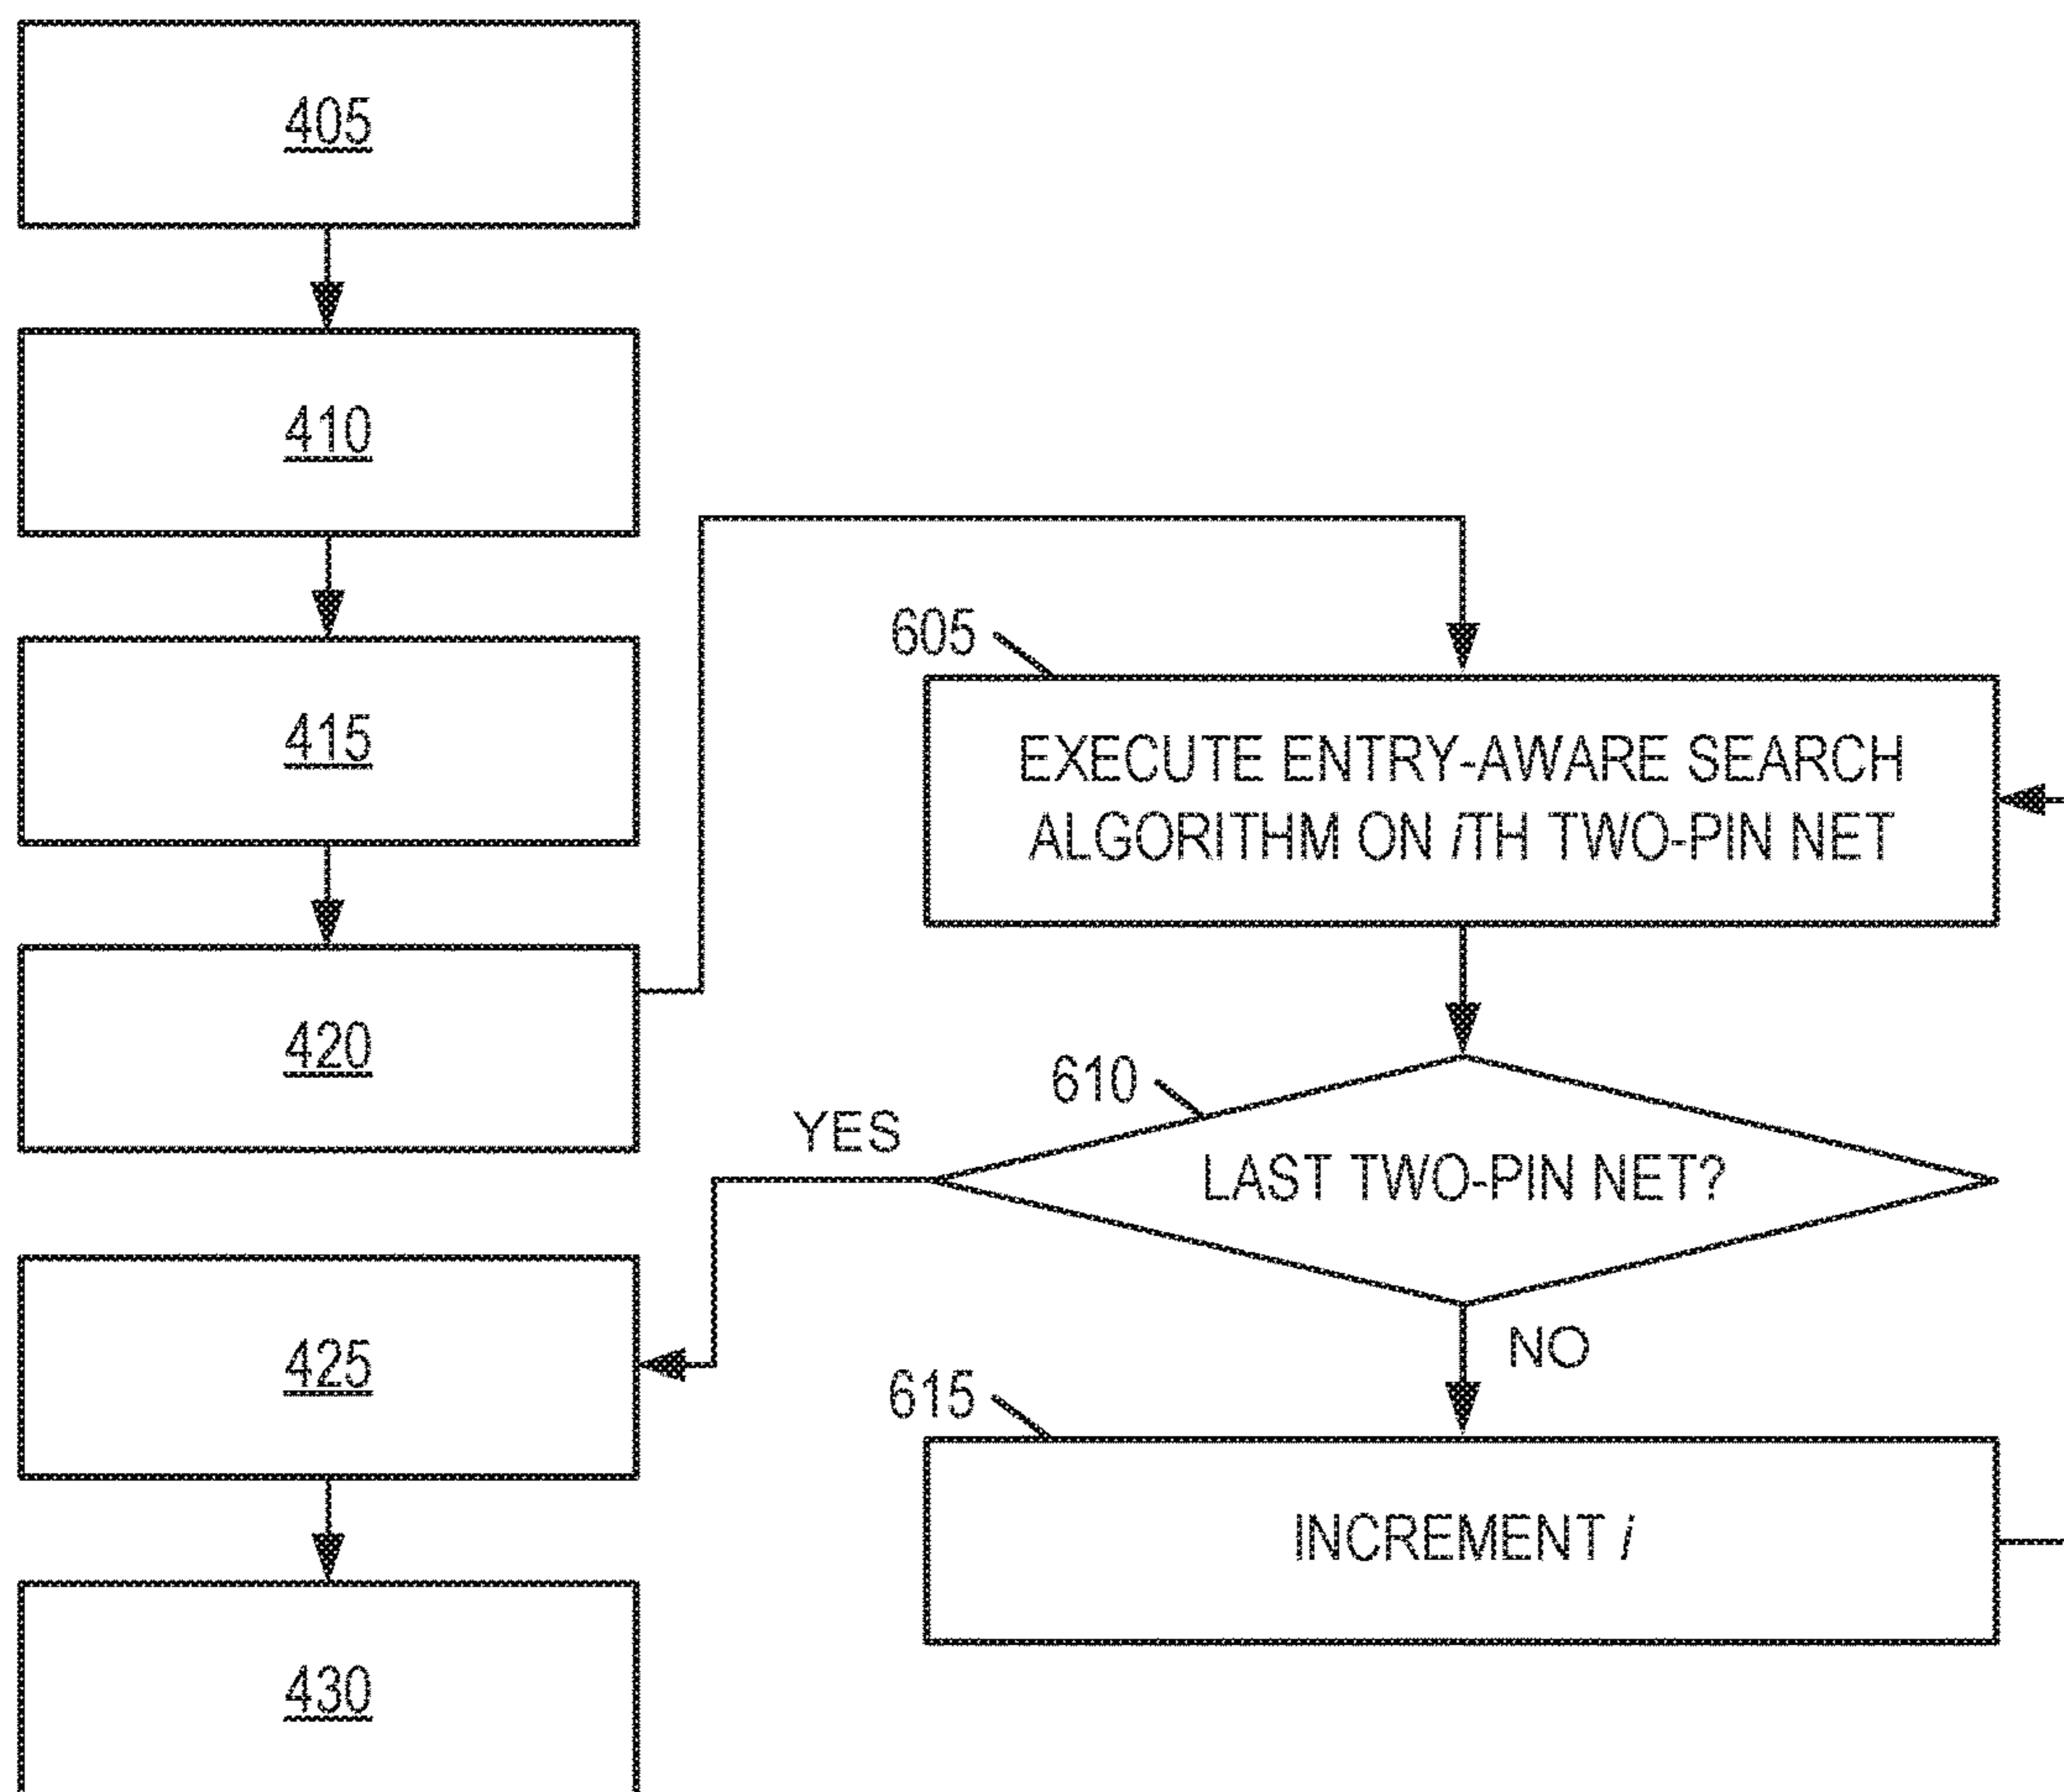 405
410
415
420
425
430
605
EXECUTE ENTRY-AWARE SEARCH
ALGORITHM ON iTH TWO-PIN NET
610
YES
LAST TWO-PIN NET?
NO
615
INCREMENT i